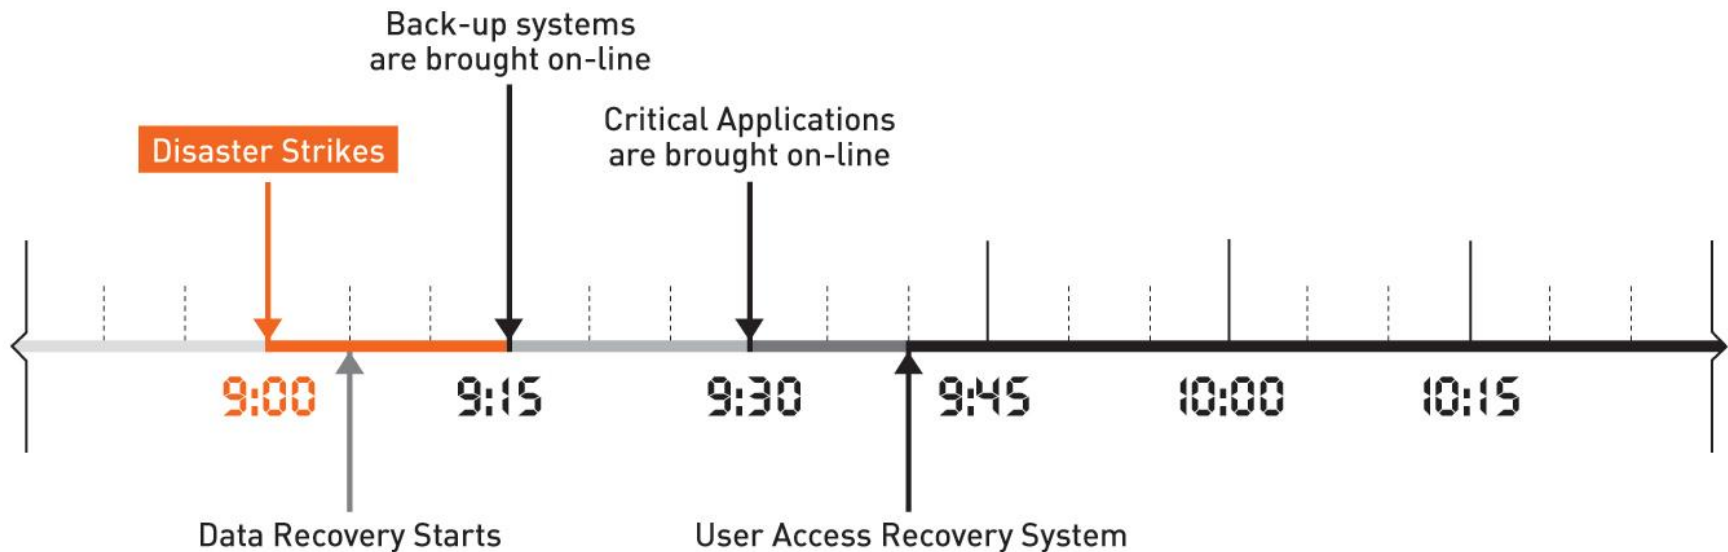 Back-up systems
are brought on-line
Disaster Strikes
Critical Applications
are brought on-line
9:00
9:15
9:30
9:45
10:00
10:15
Data Recovery Starts
User Access Recovery System